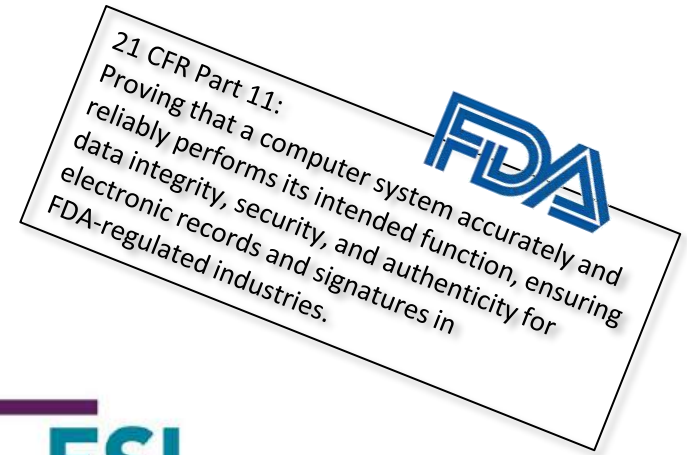 21 CFR Part 11:
Proving that a computer system accurately and
reliably performs its intended function, ensuring
data integrity, security, and authenticity for
electronic records and signatures in
FDA-regulated industries.
FDA